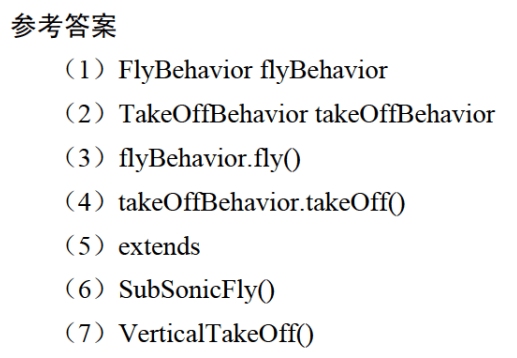 参考答案
（1）FlyBehavior flyBehavior
（2）TakeOffBehavior takeOffBehavior
（3）flyBehavior.fly()
（4）takeOffBehavior.takeOff()
（5）extends
（6）SubSonicFly()
（7）VerticalTakeOff()